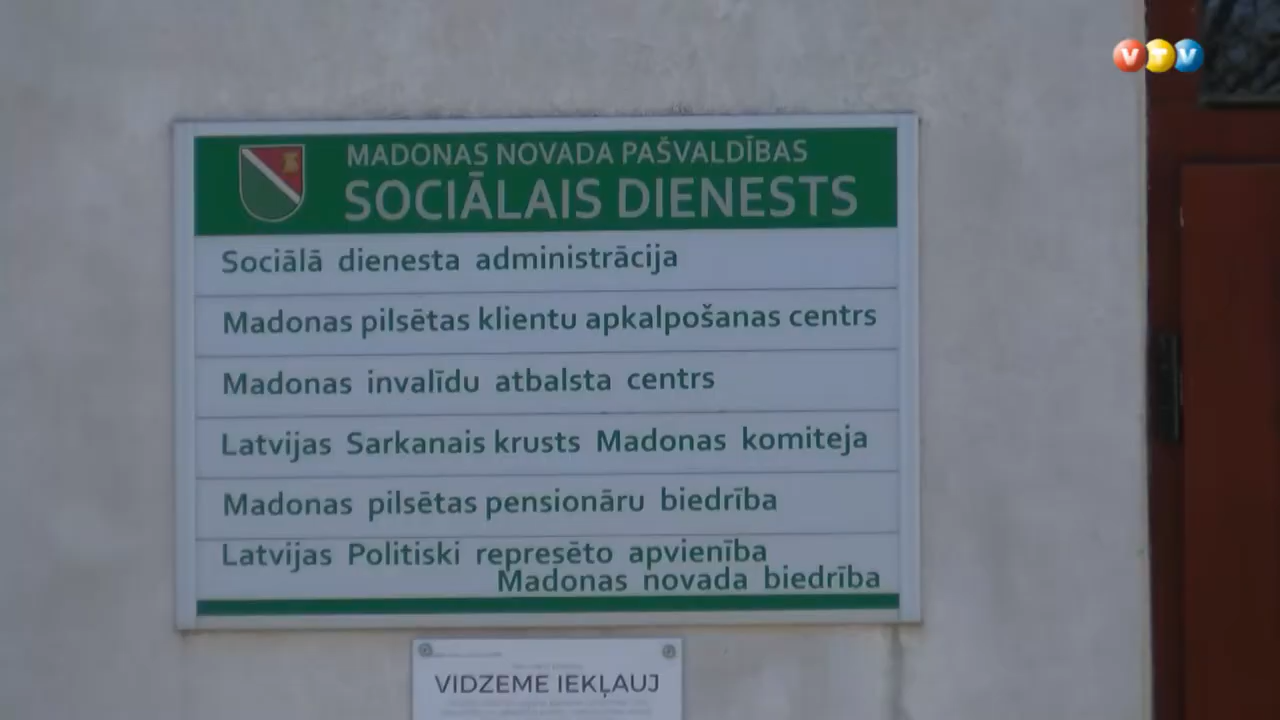 VTV
MADONAS NOVADA PAŠVALDĪBAS
SOCIĀLAIS DIENESTS
Sociālā dienesta administrācija
Madonas pilsētas klientu apkalpošanas centrs
Madonas invalīdu atbalsta centrs
Latvijas Sarkanais krusts Madonas komiteja
Madonas pilsētas pensionāru biedrība
Latvijas Politiski represēto apvienība
Madonas novada biedrība
VIDZEME IEKĻAUJ